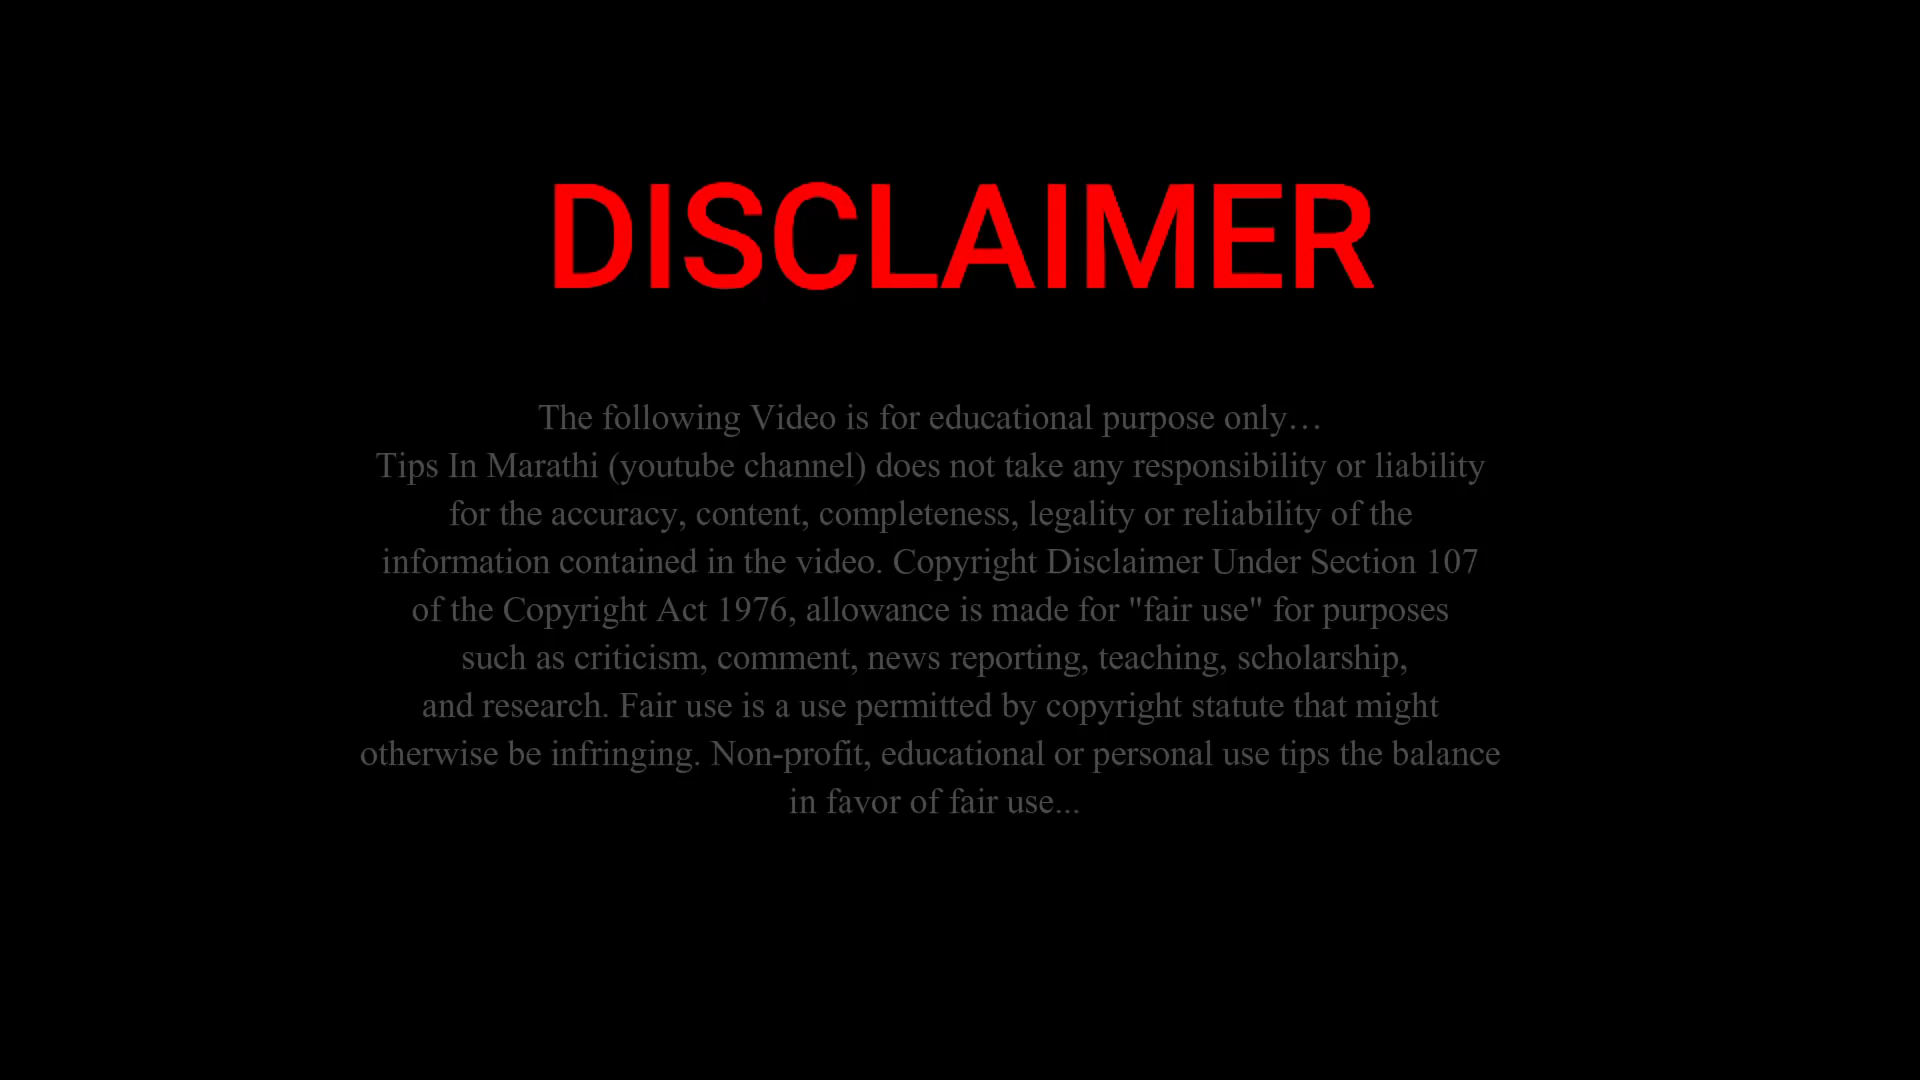 DISCLAIMER
The following Video is for educational purpose only…
Tips In Marathi (youtube channel) does not take any responsibility or liability
for the accuracy, content, completeness, legality or reliability of the
information contained in the video. Copyright Disclaimer Under Section 107
of the Copyright Act 1976, allowance is made for "fair use" for purposes
such as criticism, comment, news reporting, teaching, scholarship,
and research. Fair use is a use permitted by copyright statute that might
otherwise be infringing. Non-profit, educational or personal use tips the balance
in favor of fair use...